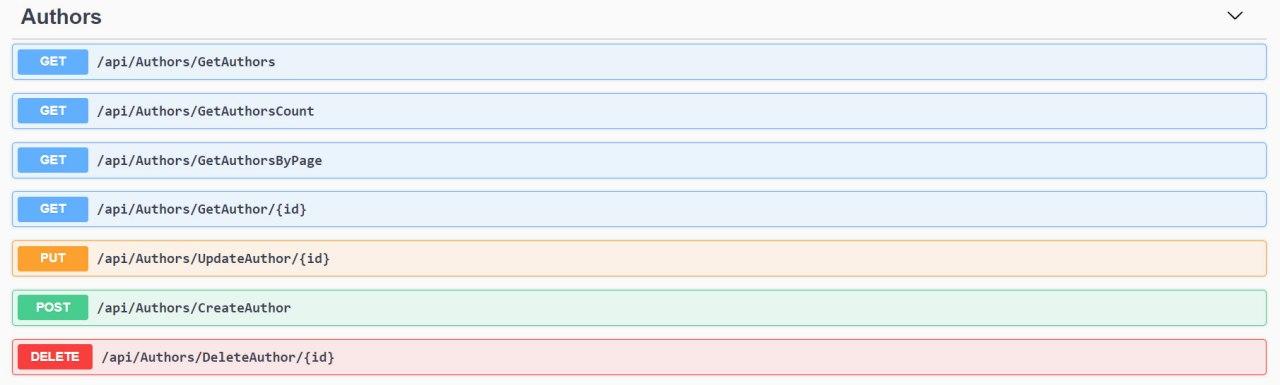 Authors
GET /api/Authors/GetAuthors
GET /api/Authors/GetAuthorsCount
GET /api/Authors/GetAuthorsByPage
GET /api/Authors/GetAuthor/{id}
PUT /api/Authors/UpdateAuthor/{id}
POST /api/Authors/CreateAuthor
DELETE /api/Authors/DeleteAuthor/{id}